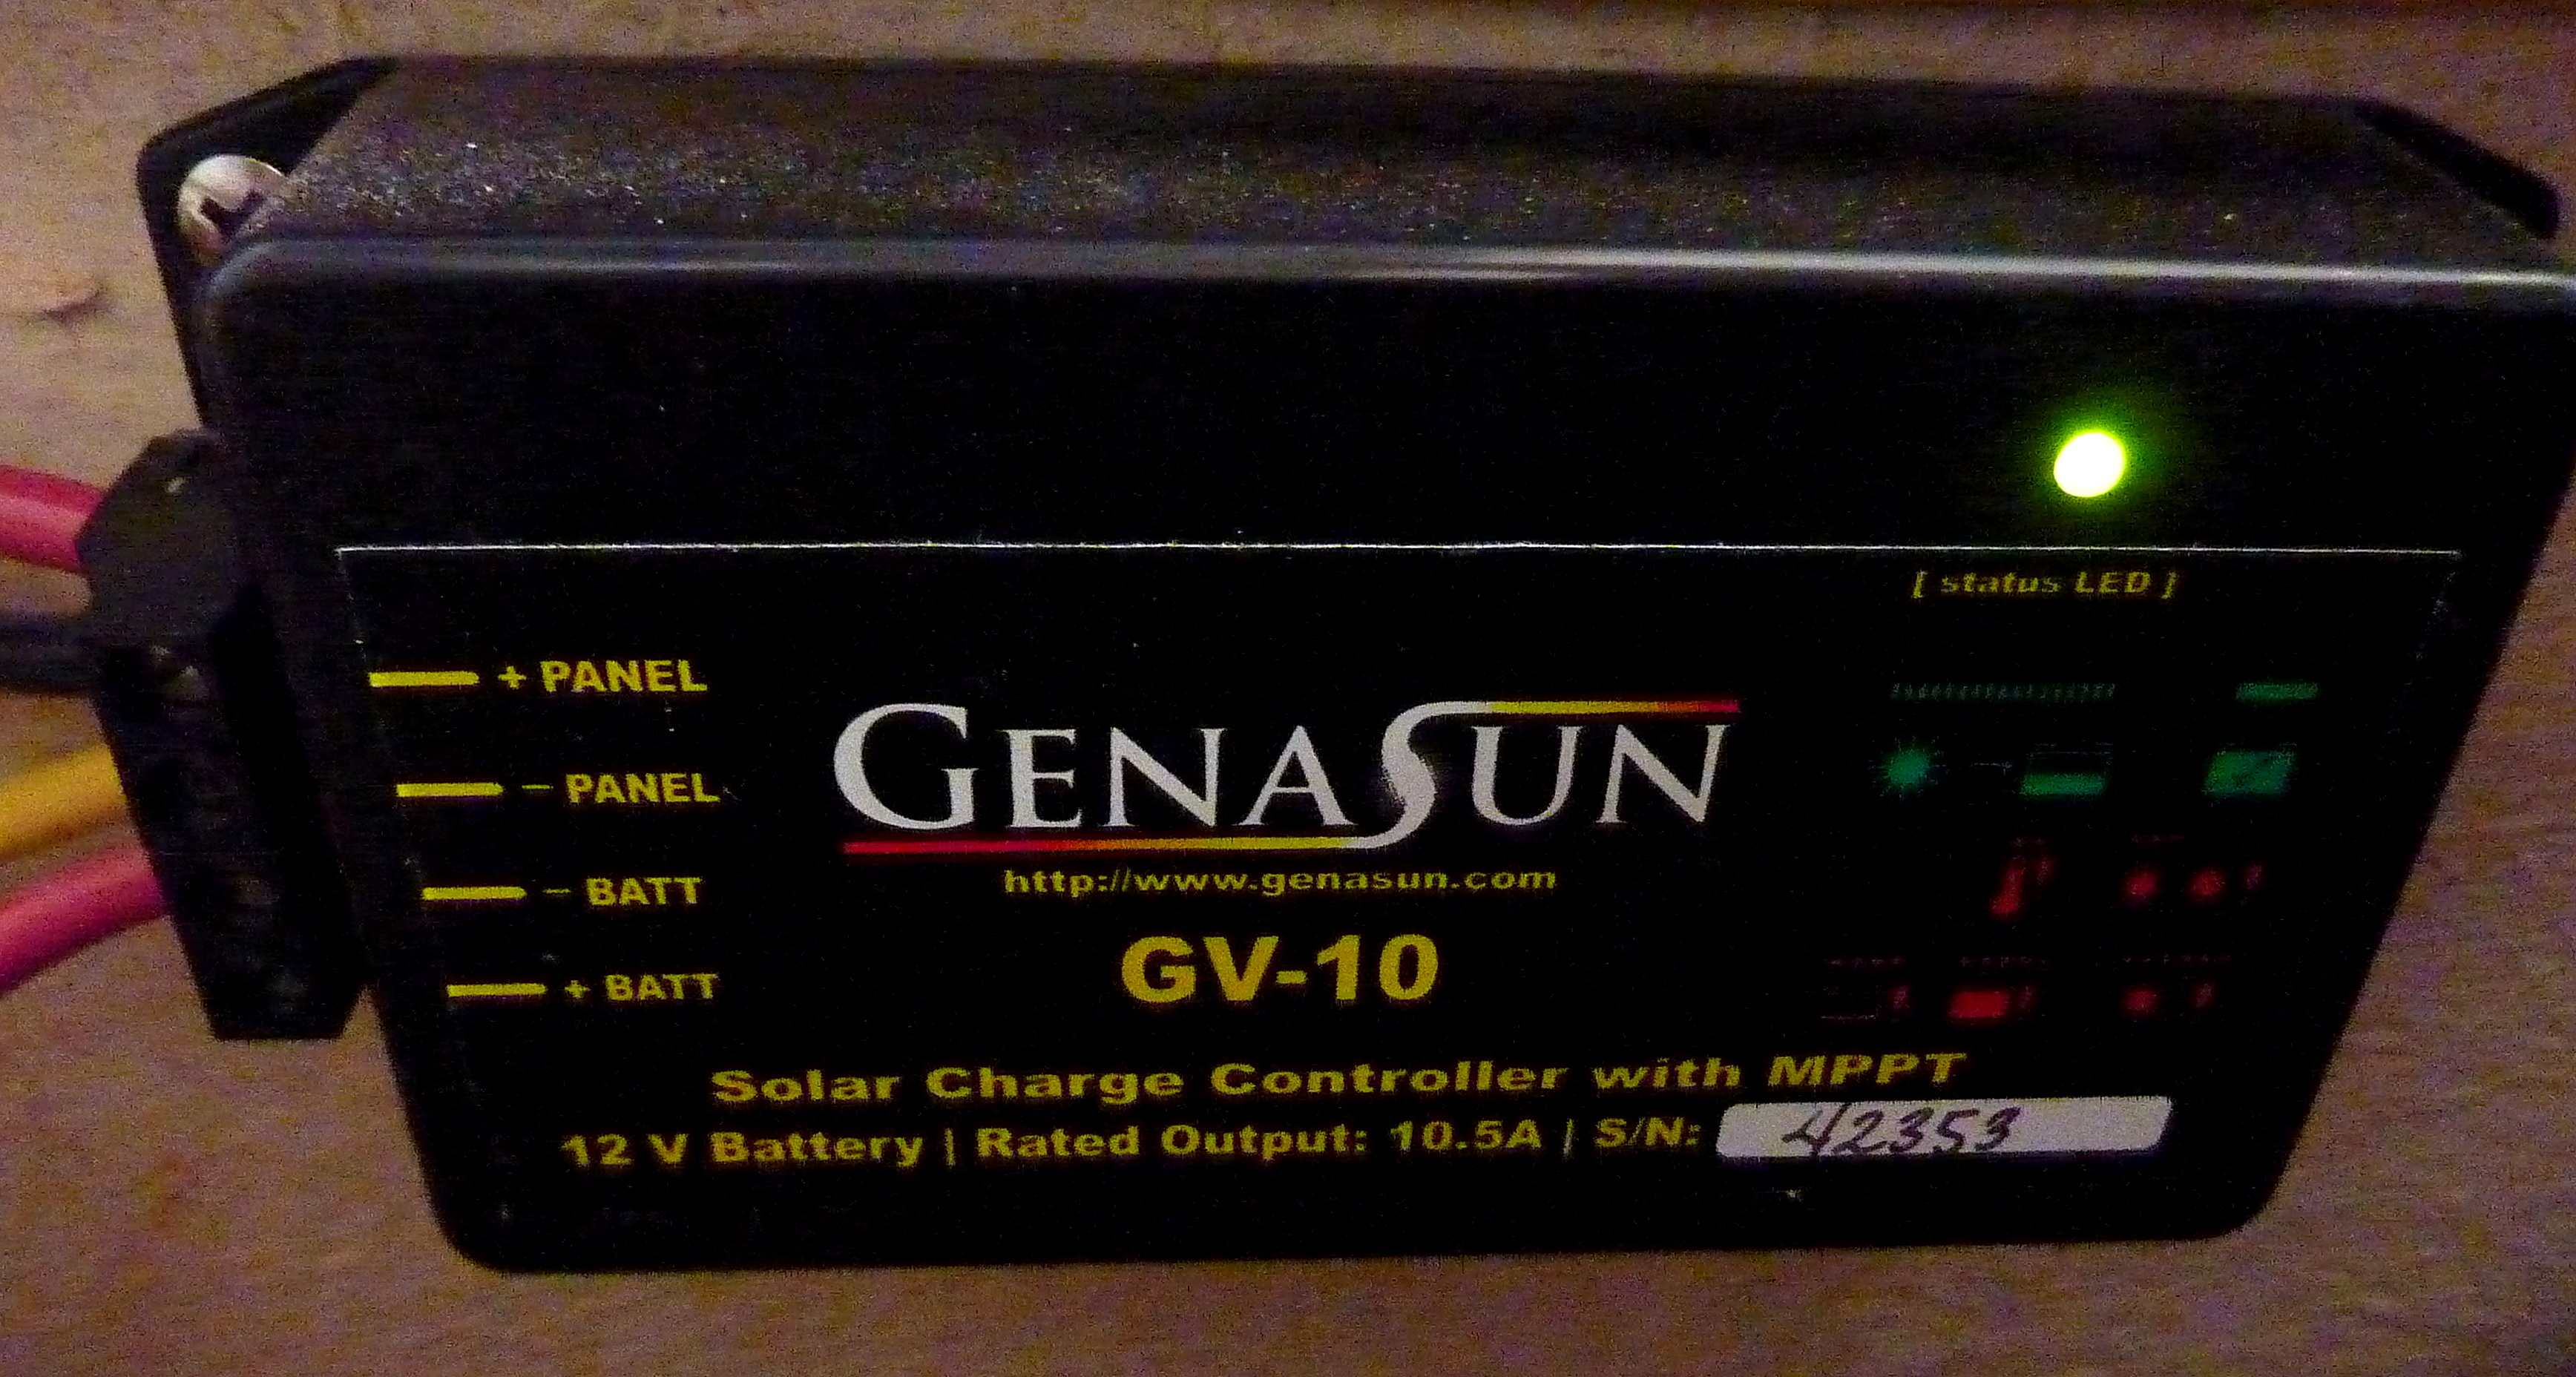 [ status LED ]
+ PANEL
− PANEL
− BATT
+ BATT
GENASUN
http://www.genasun.com
GV-10
Solar Charge Controller with MPPT
12 V Battery | Rated Output: 10.5A | S/N: 42353